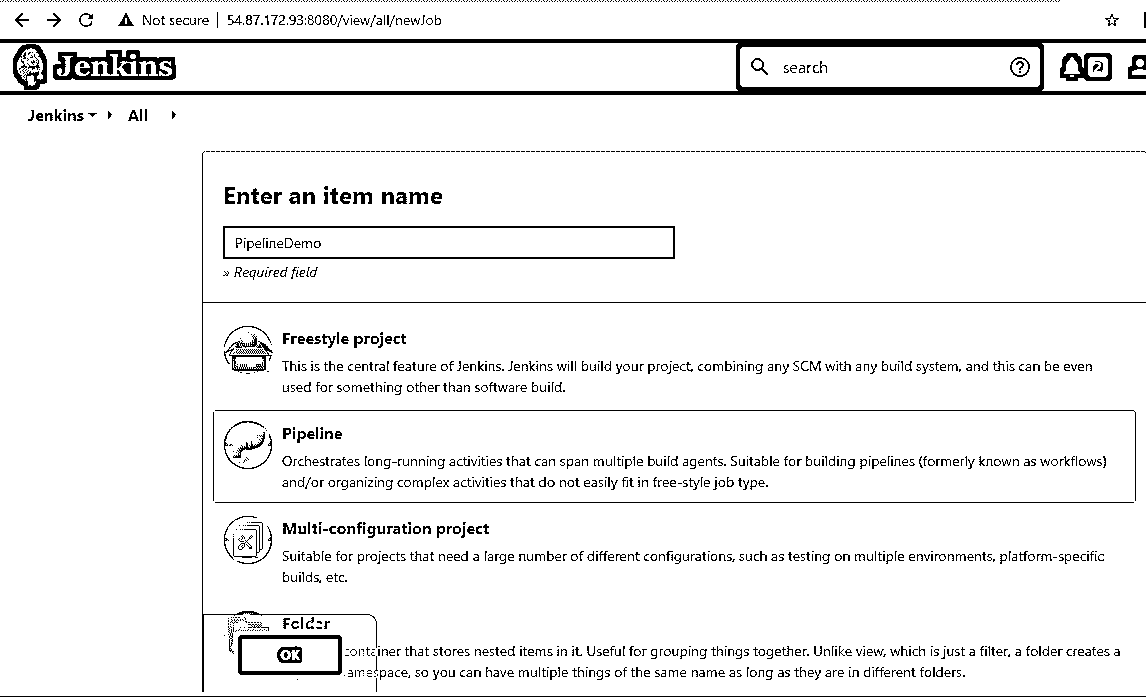 Not secure 54.87.172.93:8080/view/all/newJob
Jenkins
search
2
Jenkins All
Enter an item name
PipelineDemo
» Required field
Freestyle project
This is the central feature of Jenkins. Jenkins will build your project, combining any SCM with any build system, and this can be even
used for something other than software build.
Pipeline
Orchestrates long-running activities that can span multiple build agents. Suitable for building pipelines (formerly known as workflows)
and/or organizing complex activities that do not easily fit in free-style job type.
Multi-configuration project
Suitable for projects that need a large number of different configurations, such as testing on multiple environments, platform-specific
builds, etc.
Folder
OK
container that stores nested items in it. Useful for grouping things together. Unlike view, which is just a filter, a folder creates a
amespace, so you can have multiple things of the same name as long as they are in different folders.